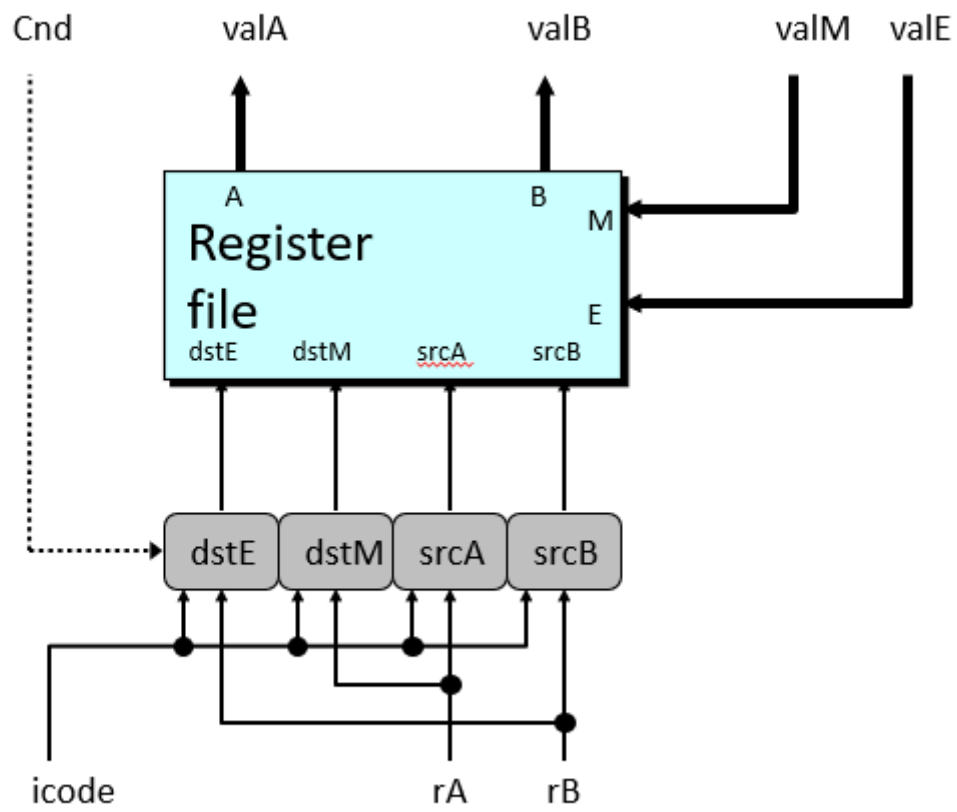 Cnd valA valB valM valE
A B
M
Register
file
E
dstE dstM srcA srcB
dstE dstM srcA srcB
icode rA rB